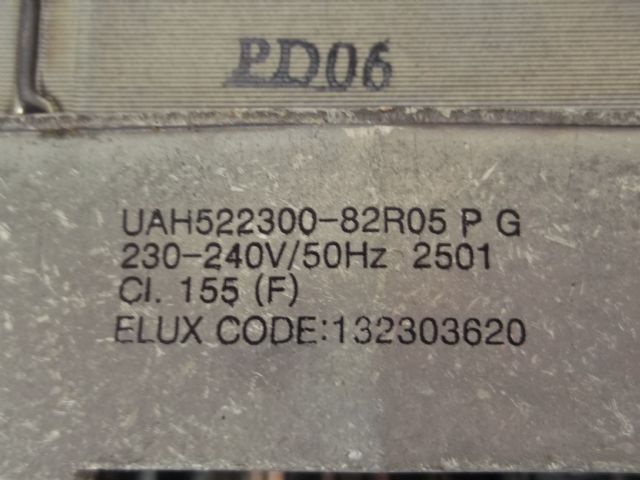 PD06
UAH522300-82R05 P G
230-240V/50Hz 2501
Cl. 155 (F)
ELUX CODE:132303620